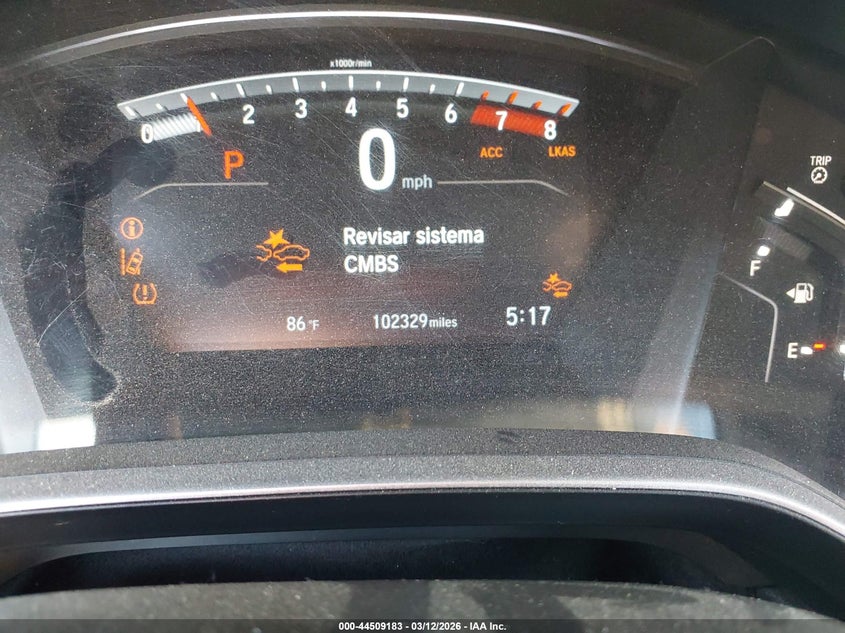 x1000r/min
0 1 2 3 4 5 6 7 8
P
0 mph
ACC LKAS
TRIP
Revisar sistema
CMBS
F
E
86 °F
102329 miles
5:17
000-44509183 - 03/12/2026 - IAA Inc.